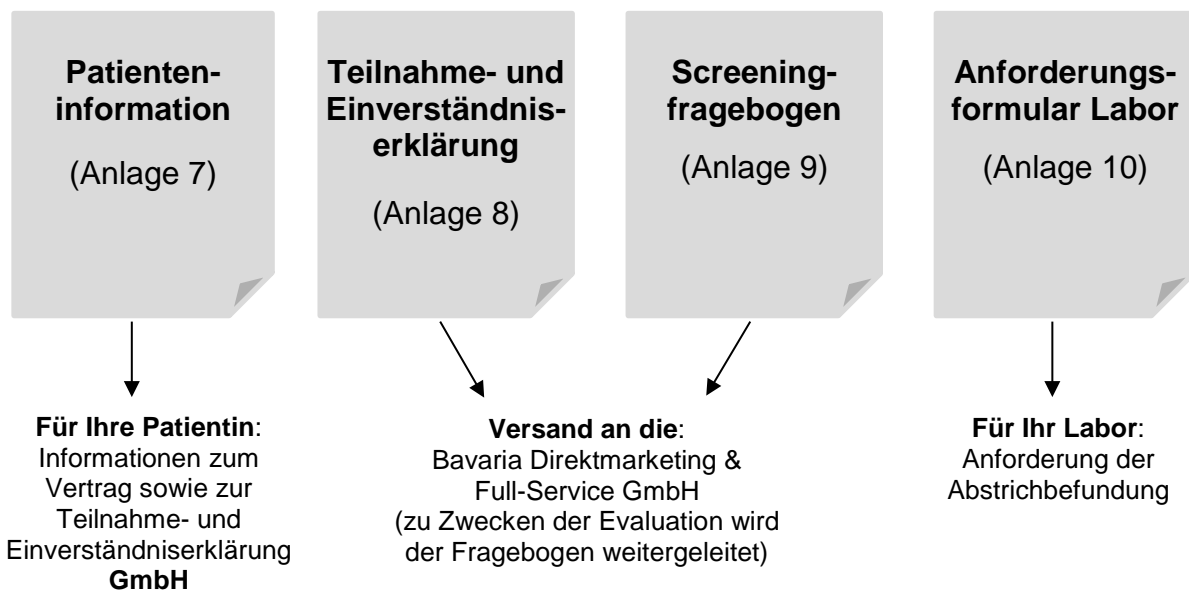 Patienten-
information
(Anlage 7)
Teilnahme- und
Einverständnis-
erklärung
(Anlage 8)
Screening-
fragebogen
(Anlage 9)
Anforderungs-
formular Labor
(Anlage 10)
Für Ihre Patientin:
Informationen zum
Vertrag sowie zur
Teilnahme- und
Einverständniserklärung
GmbH
Versand an die:
Bavaria Direktmarketing &
Full-Service GmbH
(zu Zwecken der Evaluation wird
der Fragebogen weitergeleitet)
Für Ihr Labor:
Anforderung der
Abstrichbefundung